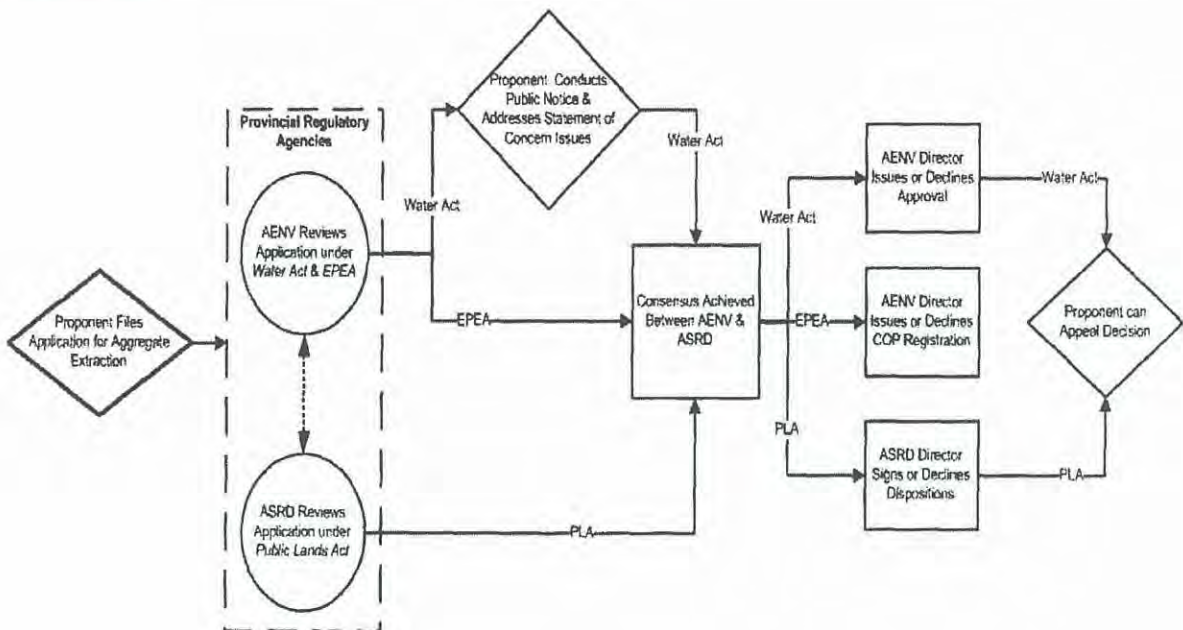 Proponent Files
Application for Aggregate
Extraction
Provincial Regulatory
Agencies
AENV Reviews
Application under
Water Act & EPEA
ASRD Reviews
Application under
Public Lands Act
Water Act
EPEA
PLA
Proponent Conducts
Public Notice &
Addresses Statement of
Concern Issues
Water Act
Consensus Achieved
Between AENV &
ASRD
Water Act
EPEA
PLA
AENV Director
Issues or Declines
Approval
AENV Director
Issues or Declines
COP Registration
ASRD Director
Signs or Declines
Dispositions
Water Act
PLA
Proponent can
Appeal Decision